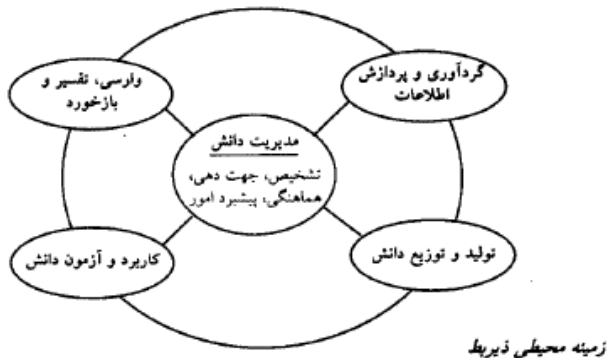 گردآوری و پردازش
اطلاعات
وارسی، تفسیر و
بازخورد
مدیریت دانش
تشخیص، جهت دهی،
هماهنگی، پیشبرد امور
تولید و توزیع دانش
کاربرد و آزمون دانش
زمینه محیطی ذیربط